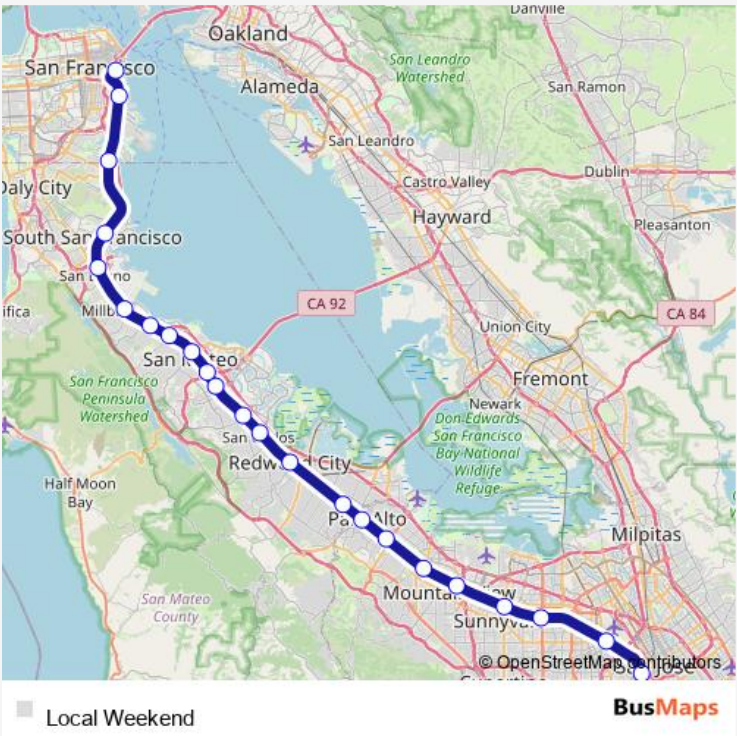 Danville
Oakland
San Francisco
San Leandro
Watershed
Alameda
San Ramon
San Leandro
Dublin
Castro Valley
Daly City
Hayward
Pleasanton
South San Francisco
CA 92
CA 84
Union City
San Mateo
San Francisco
Peninsula
Watershed
Fremont
Newark
Don Edwards
San Francisco
Bay National
Wildlife
Refuge
Redwood City
Half Moon
Bay
Palo Alto
Milpitas
San Mateo
County
Mountain View
© OpenStreetMap contributors
Local Weekend
BusMaps